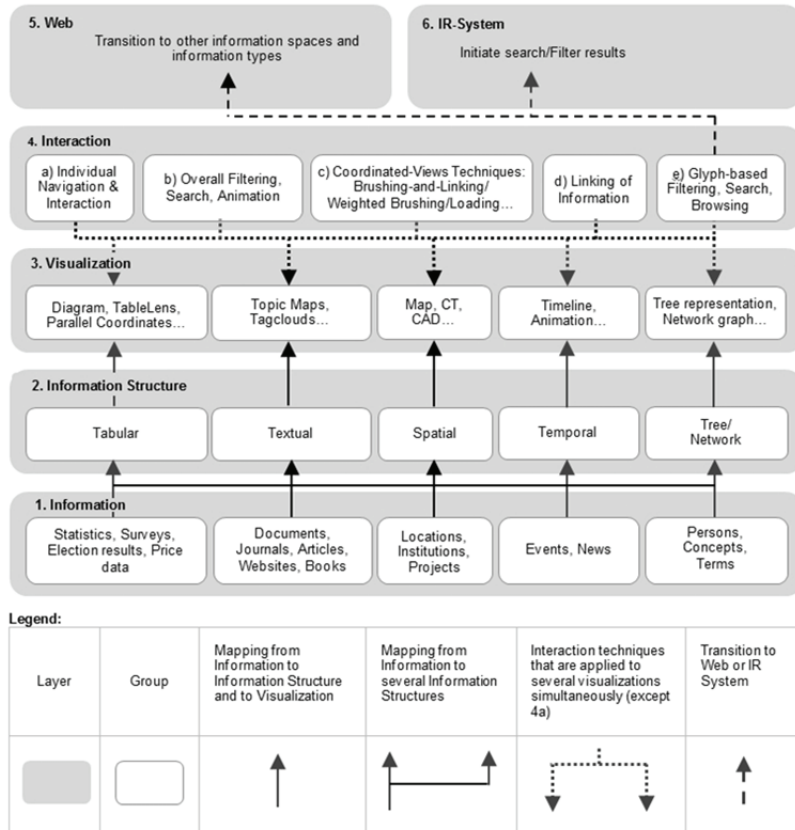 5. Web
Transition to other information spaces and
information types
6. IR-System
Initiate search/Filter results
4. Interaction
a) Individual
Navigation &
Interaction
b) Overall Filtering,
Search, Animation
c) Coordinated-Views Techniques:
Brushing-and-Linking/
Weighted Brushing/Loading…
d) Linking of
Information
e) Glyph-based
Filtering, Search,
Browsing
3. Visualization
Diagram, TableLens,
Parallel Coordinates…
Topic Maps,
Tagclouds…
Map, CT,
CAD…
Timeline,
Animation…
Tree representation,
Network graph…
2. Information Structure
Tabular
Textual
Spatial
Temporal
Tree/
Network
1. Information
Statistics, Surveys,
Election results, Price
data
Documents,
Journals, Articles,
Websites, Books
Locations,
Institutions,
Projects
Events, News
Persons,
Concepts,
Terms
Legend:
Layer
Group
Mapping from
Information to
Information Structure
and to Visualization
Mapping from
Information to
several Information
Structures
Interaction techniques
that are applied to
several visualizations
simultaneously (except
4a)
Transition to
Web or IR
System